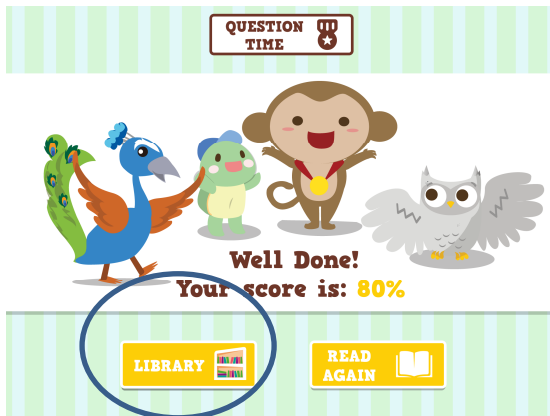 QUESTION
TIME
Well Done!
Your score is: 80%
LIBRARY
READ
AGAIN